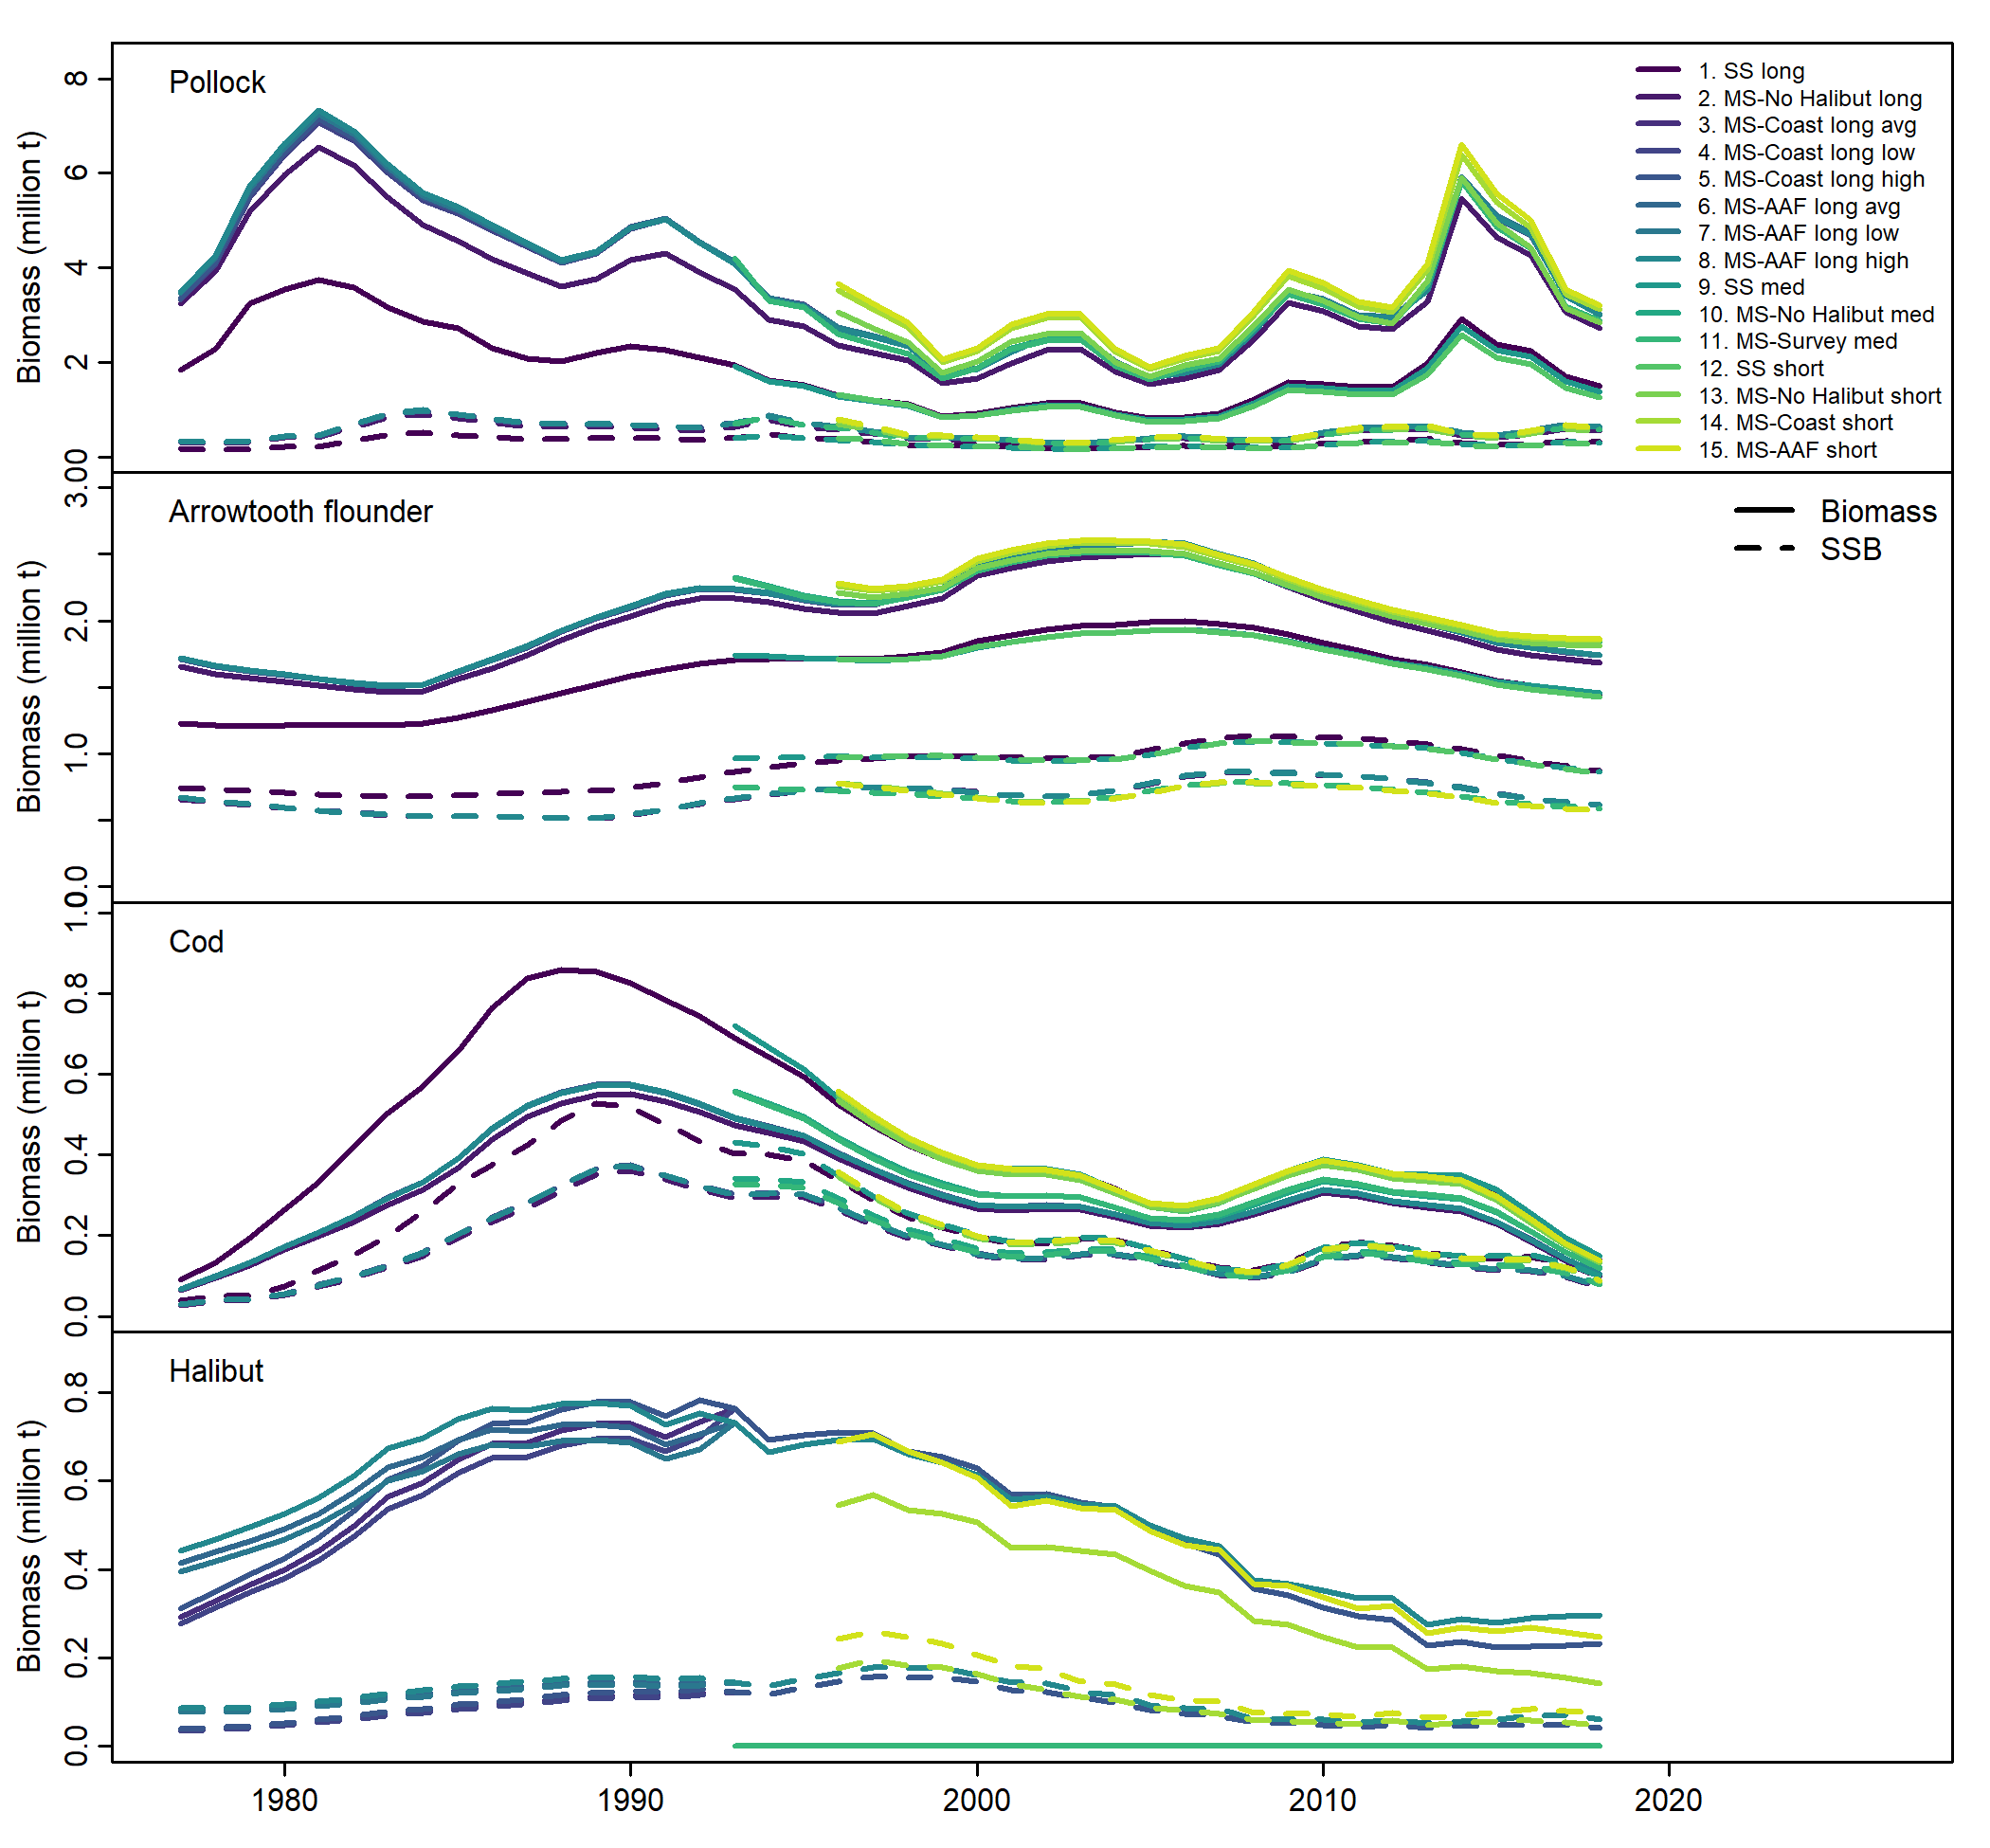 Pollock
Biomass (million t)
8
6
4
2
0
1. SS long
2. MS-No Halibut long
3. MS-Coast long avg
4. MS-Coast long low
5. MS-Coast long high
6. MS-AAF long avg
7. MS-AAF long low
8. MS-AAF long high
9. SS med
10. MS-No Halibut med
11. MS-Survey med
12. SS short
13. MS-No Halibut short
14. MS-Coast short
15. MS-AAF short
Arrowtooth flounder
Biomass (million t)
3.0
2.0
1.0
0.0
Biomass
SSB
Cod
Biomass (million t)
1.
0.8
0.6
0.4
0.2
0.0
Halibut
Biomass (million t)
0.8
0.6
0.4
0.2
0.0
1980
1990
2000
2010
2020